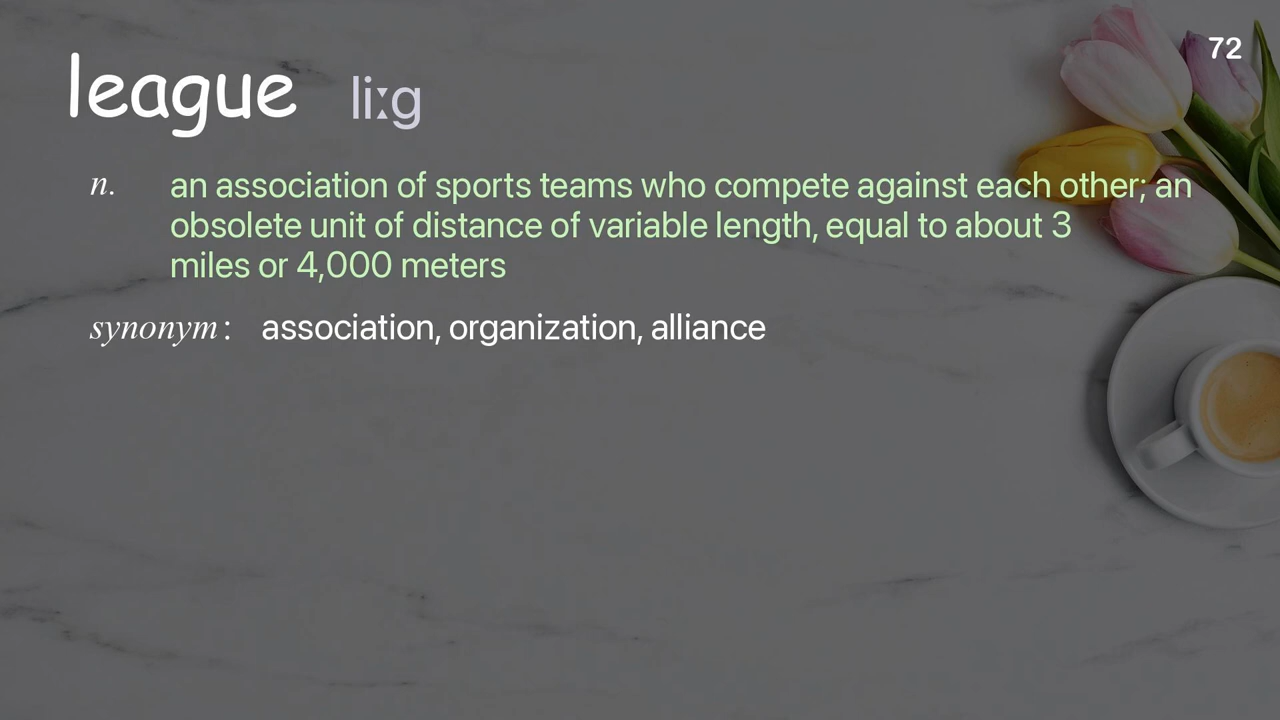 72
league liːg
n. an association of sports teams who compete against each other; an
obsolete unit of distance of variable length, equal to about 3
miles or 4,000 meters
synonym: association, organization, alliance